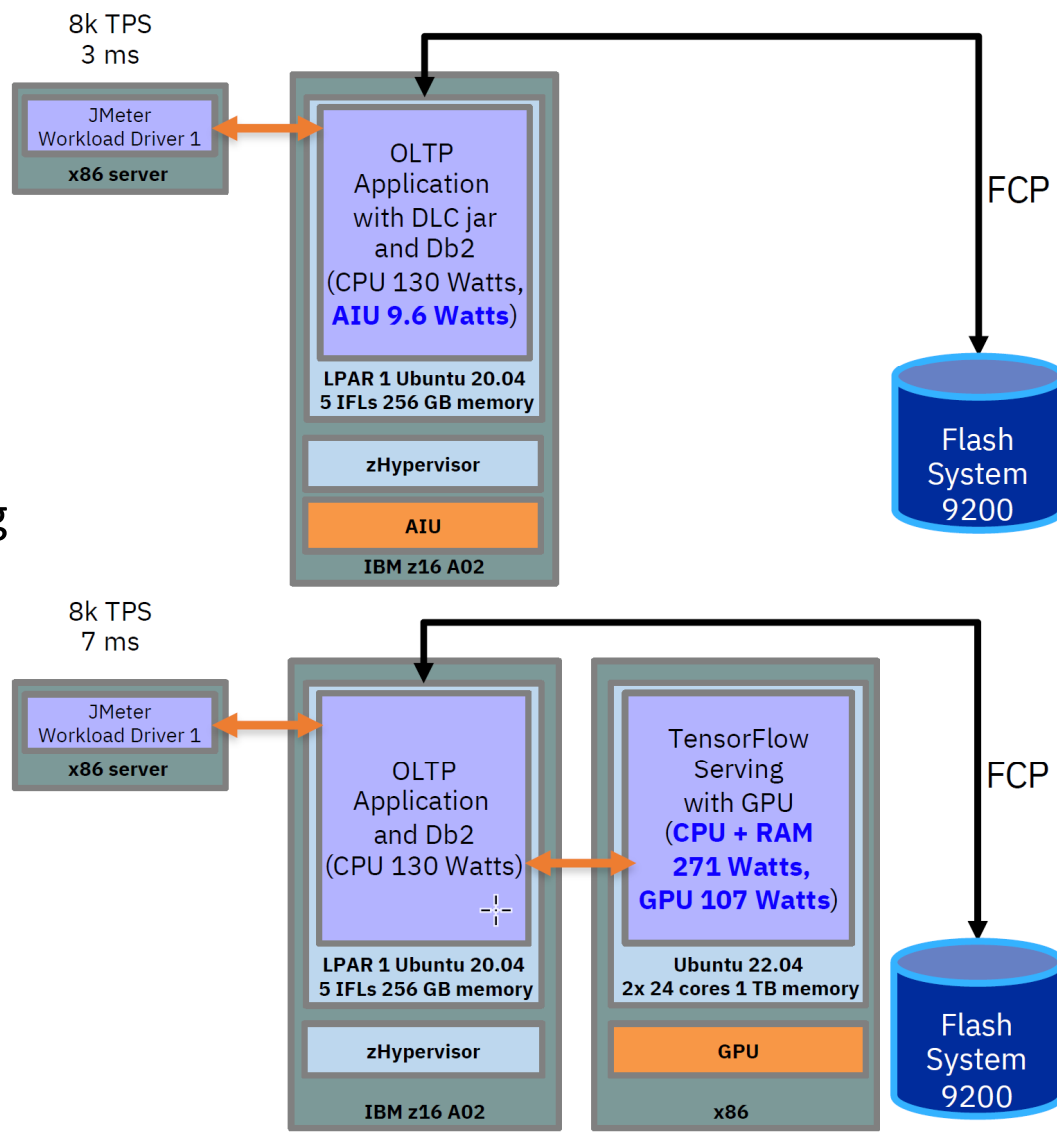 8k TPS
3 ms
JMeter
Workload Driver 1
x86 server
OLTP
Application
with DLC jar
and Db2
(CPU 130 Watts,
AIU 9.6 Watts)
LPAR 1 Ubuntu 20.04
5 IFLs 256 GB memory
zHypervisor
AIU
IBM z16 A02
FCP
Flash
System
9200
g
8k TPS
7 ms
JMeter
Workload Driver 1
x86 server
OLTP
Application
and Db2
(CPU 130 Watts)
LPAR 1 Ubuntu 20.04
5 IFLs 256 GB memory
zHypervisor
IBM z16 A02
TensorFlow
Serving
with GPU
(CPU + RAM
271 Watts,
GPU 107 Watts)
Ubuntu 22.04
2x 24 cores 1 TB memory
GPU
x86
FCP
Flash
System
9200